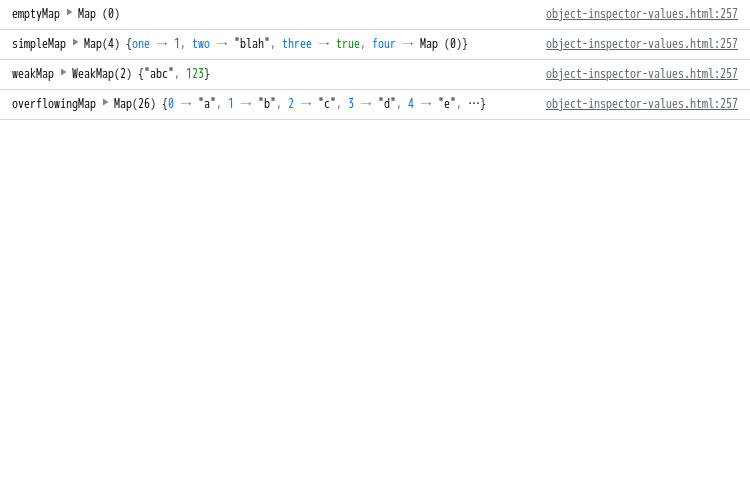 emptyMap ▶ Map (0) object-inspector-values.html:257
simpleMap ▶ Map(4) {one → 1, two → "blah", three → true, four → Map (0)} object-inspector-values.html:257
weakMap ▶ WeakMap(2) {"abc", 123} object-inspector-values.html:257
overflowingMap ▶ Map(26) {0 → "a", 1 → "b", 2 → "c", 3 → "d", 4 → "e", …} object-inspector-values.html:257